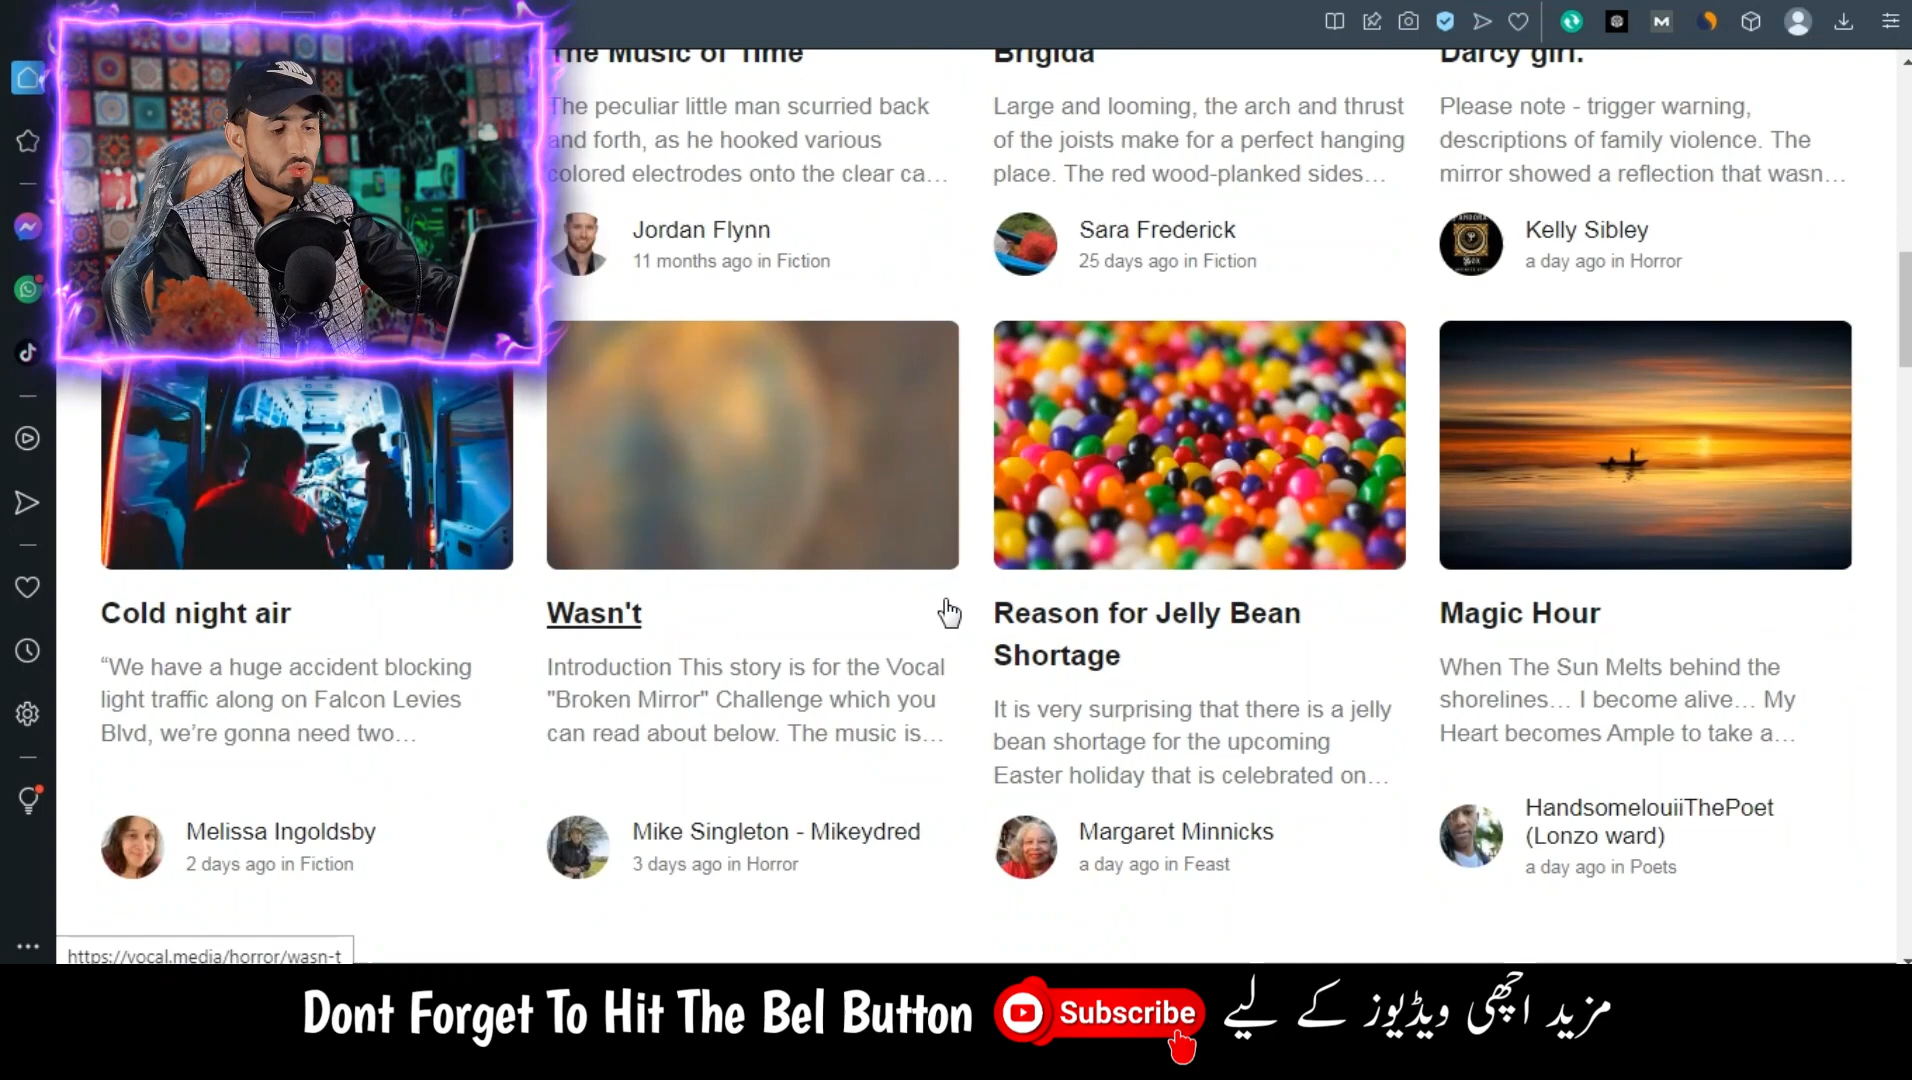 The Music of Time
The peculiar little man scurried back
and forth, as he hooked various
colored electrodes onto the clear ca...
Jordan Flynn
11 months ago in Fiction
Brigida
Large and looming, the arch and thrust
of the joists make for a perfect hanging
place. The red wood-planked sides...
Sara Frederick
25 days ago in Fiction
Darcy girl.
Please note - trigger warning,
descriptions of family violence. The
mirror showed a reflection that wasn...
Kelly Sibley
a day ago in Horror
Cold night air
“We have a huge accident blocking
light traffic along on Falcon Levies
Blvd, we’re gonna need two...
Melissa Ingoldsby
2 days ago in Fiction
Wasn't
Introduction This story is for the Vocal
"Broken Mirror" Challenge which you
can read about below. The music is...
Mike Singleton - Mikeydred
3 days ago in Horror
Reason for Jelly Bean
Shortage
It is very surprising that there is a jelly
bean shortage for the upcoming
Easter holiday that is celebrated on...
Margaret Minnicks
a day ago in Feast
Magic Hour
When The Sun Melts behind the
shorelines... I become alive... My
Heart becomes Ample to take a...
HandsomelouiiThePoet
(Lonzo ward)
a day ago in Poets
https://vocal.media/horror/wasn-t
Dont Forget To Hit The Bel Button Subscribe مزید اچھی ویڈیوز کے لیے